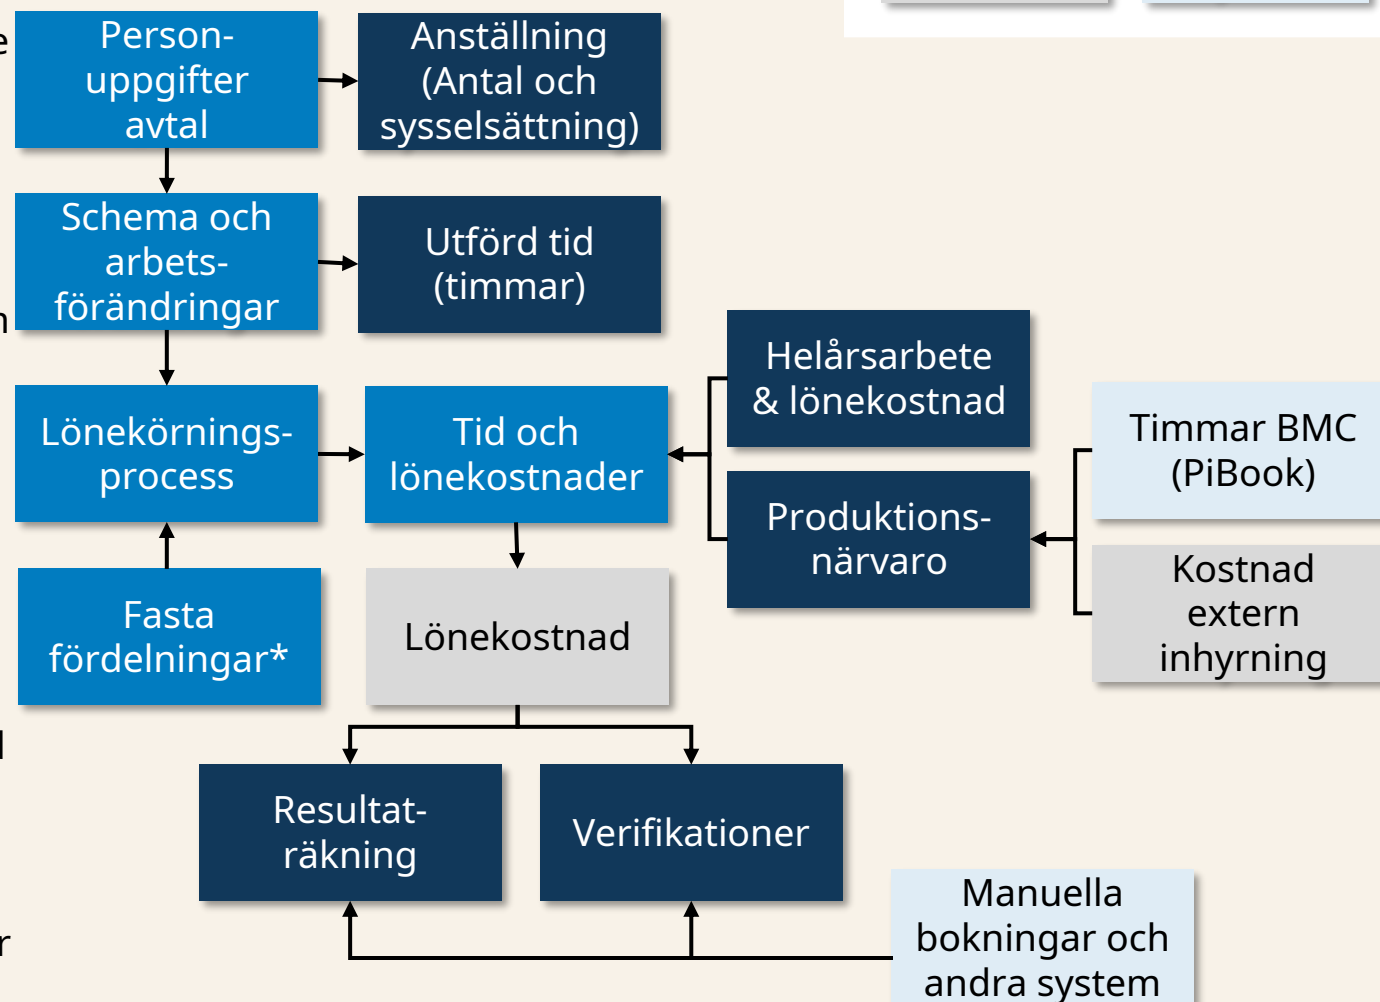 Person-
uppgifter
avtal
Anställning
(Antal och
sysselsättning)
Schema och
arbets-
förändringar
Utförd tid
(timmar)
Helårsarbete
& lönekostnad
Lönekörnings-
process
Tid och
lönekostnader
Timmar BMC
(PiBook)
Produktions-
närvaro
Kostnad
extern
inhyrning
Fasta
fördelningar*
Lönekostnad
Resultat-
räkning
Verifikationer
Manuella
bokningar och
andra system